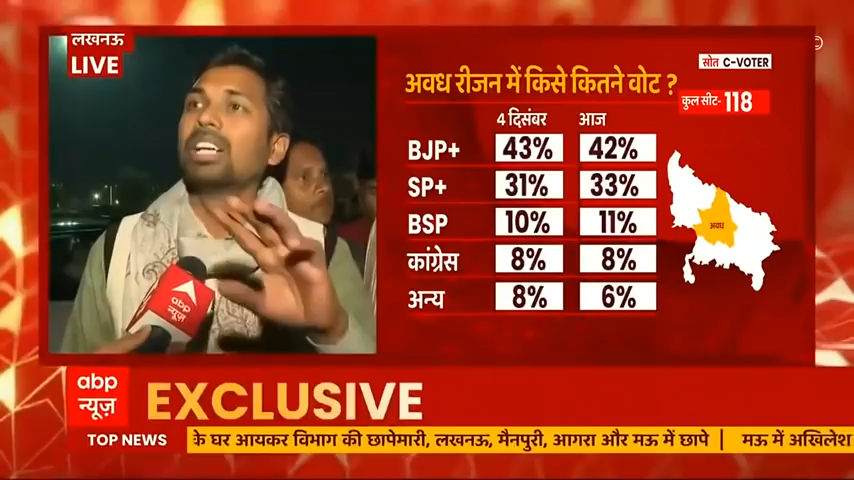 लखनऊ
LIVE
स्रोत C-VOTER
अवध रीजन में किसे कितने वोट ?
कुल सीट- 118
4 दिसंबर आज
BJP+ 43% 42%
SP+ 31% 33%
BSP 10% 11%
कांग्रेस 8% 8%
अन्य 8% 6%
अवध
abp
न्यूज़
abp
न्यूज़
EXCLUSIVE
TOP NEWS
के घर आयकर विभाग की छापेमारी, लखनऊ, मैनपुरी, आगरा और मऊ में छापे | मऊ में अखिलेश